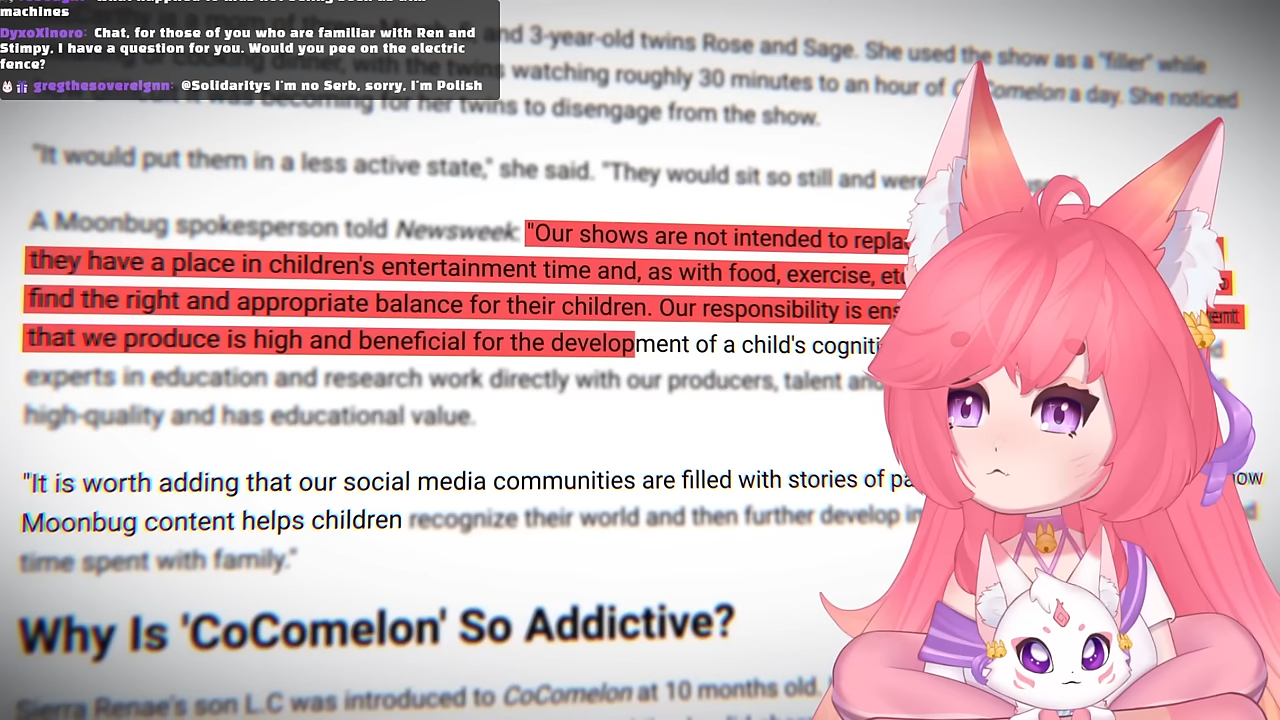 machines
DyxoXinoro: Chat, for those of you who are familiar with Ren and
Stimpy, I have a question for you. Would you pee on the electric
fence?
gregthesovereignn: @Solidaritys I'm no Serb, sorry, I'm Polish
and 3-year-old twins Rose and Sage. She used the show as a "filler" while
with the twins watching roughly 30 minutes to an hour of CoComelon a day. She noticed
it was becoming for her twins to disengage from the show.
"It would put them in a less active state," she said. "They would sit so still and were
A Moonbug spokesperson told Newsweek: "Our shows are not intended to repla
they have a place in children's entertainment time and, as with food, exercise, etc
find the right and appropriate balance for their children. Our responsibility is ens
that we produce is high and beneficial for the development of a child's cogniti
experts in education and research work directly with our producers, talent and
high-quality and has educational value.
"It is worth adding that our social media communities are filled with stories of pa ow
Moonbug content helps children recognize their world and then further develop in
time spent with family."
Why Is 'CoComelon' So Addictive?
Sierra Renae's son L.C was introduced to CoComelon at 10 months old.